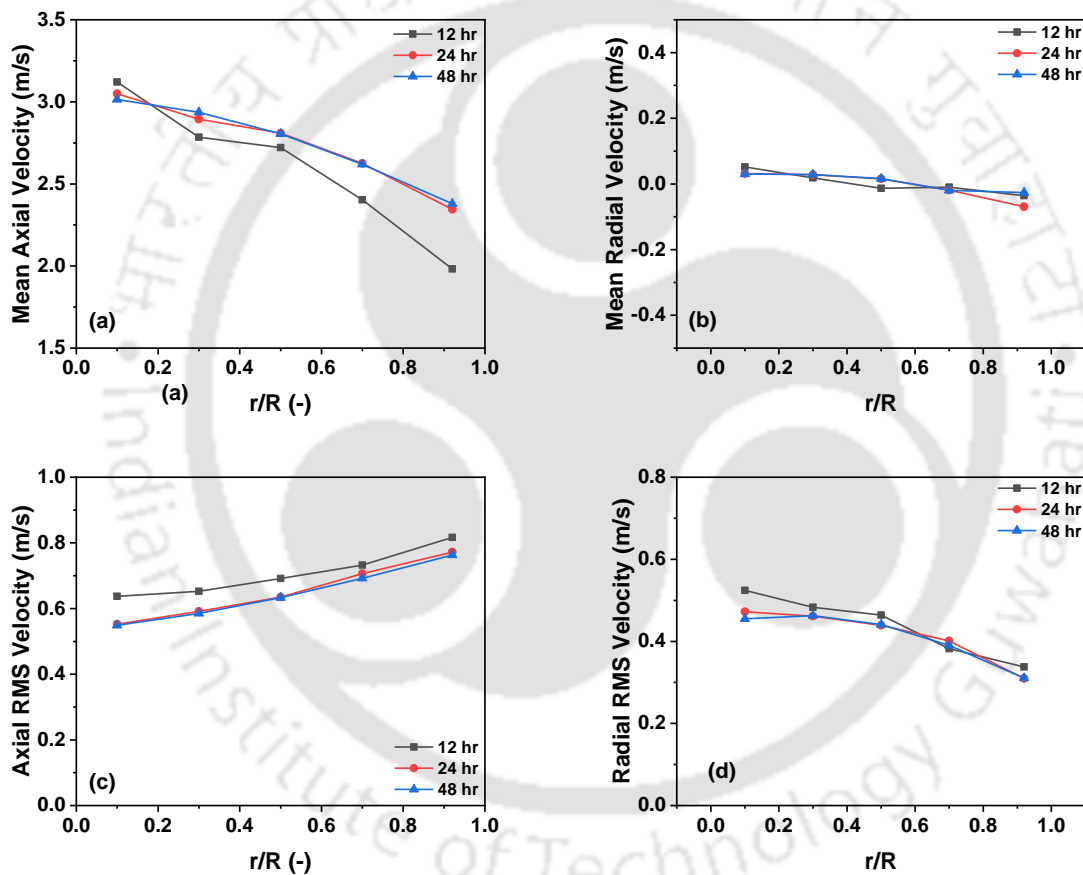 3.5
3.0
2.5
2.0
1.5
Mean Axial Velocity (m/s)
12 hr
24 hr
48 hr
(a)
0.0 0.2 0.4 0.6 0.8 1.0
(a)
r/R (-)
0.4
0.2
0.0
-0.2
-0.4
Mean Radial Velocity (m/s)
12 hr
24 hr
48 hr
(b)
0.0 0.2 0.4 0.6 0.8 1.0
r/R
1.0
0.8
0.6
0.4
0.2
0.0
Axial RMS Velocity (m/s)
12 hr
24 hr
48 hr
(c)
0.0 0.2 0.4 0.6 0.8 1.0
r/R (-)
0.8
0.6
0.4
0.2
0.0
Radial RMS Velocity (m/s)
12 hr
24 hr
48 hr
(d)
0.0 0.2 0.4 0.6 0.8 1.0
r/R
Indian Institute of Technology Guwahati